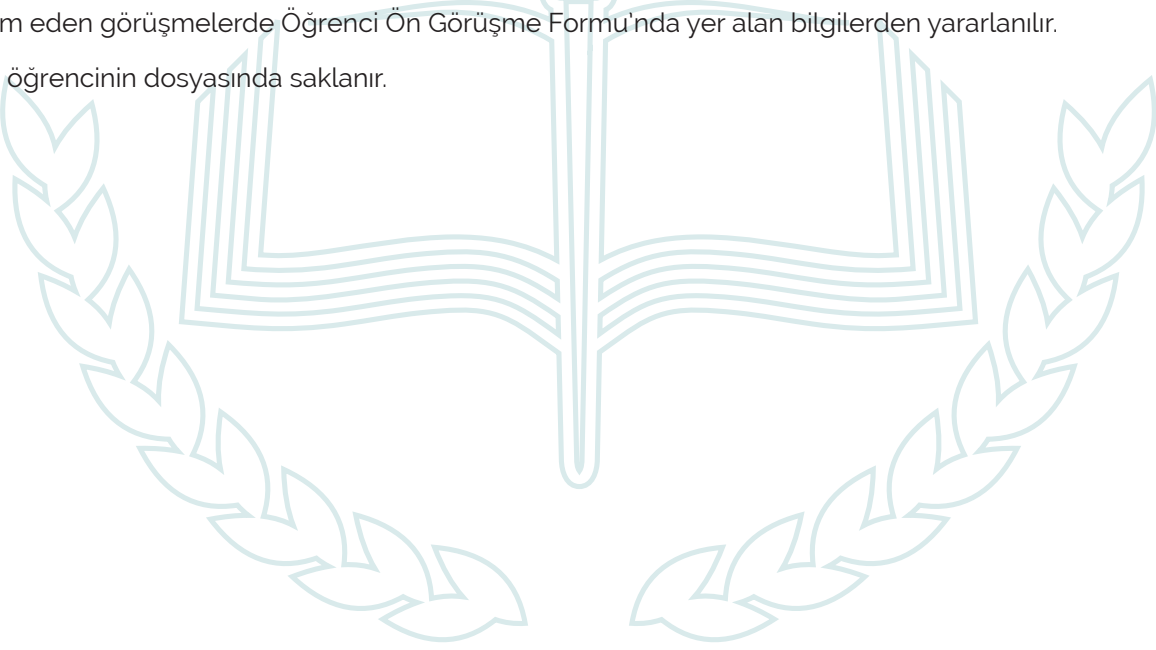 m eden görüşmelerde Öğrenci Ön Görüşme Formu’nda yer alan bilgilerden yararlanılır.
öğrencinin dosyasında saklanır.